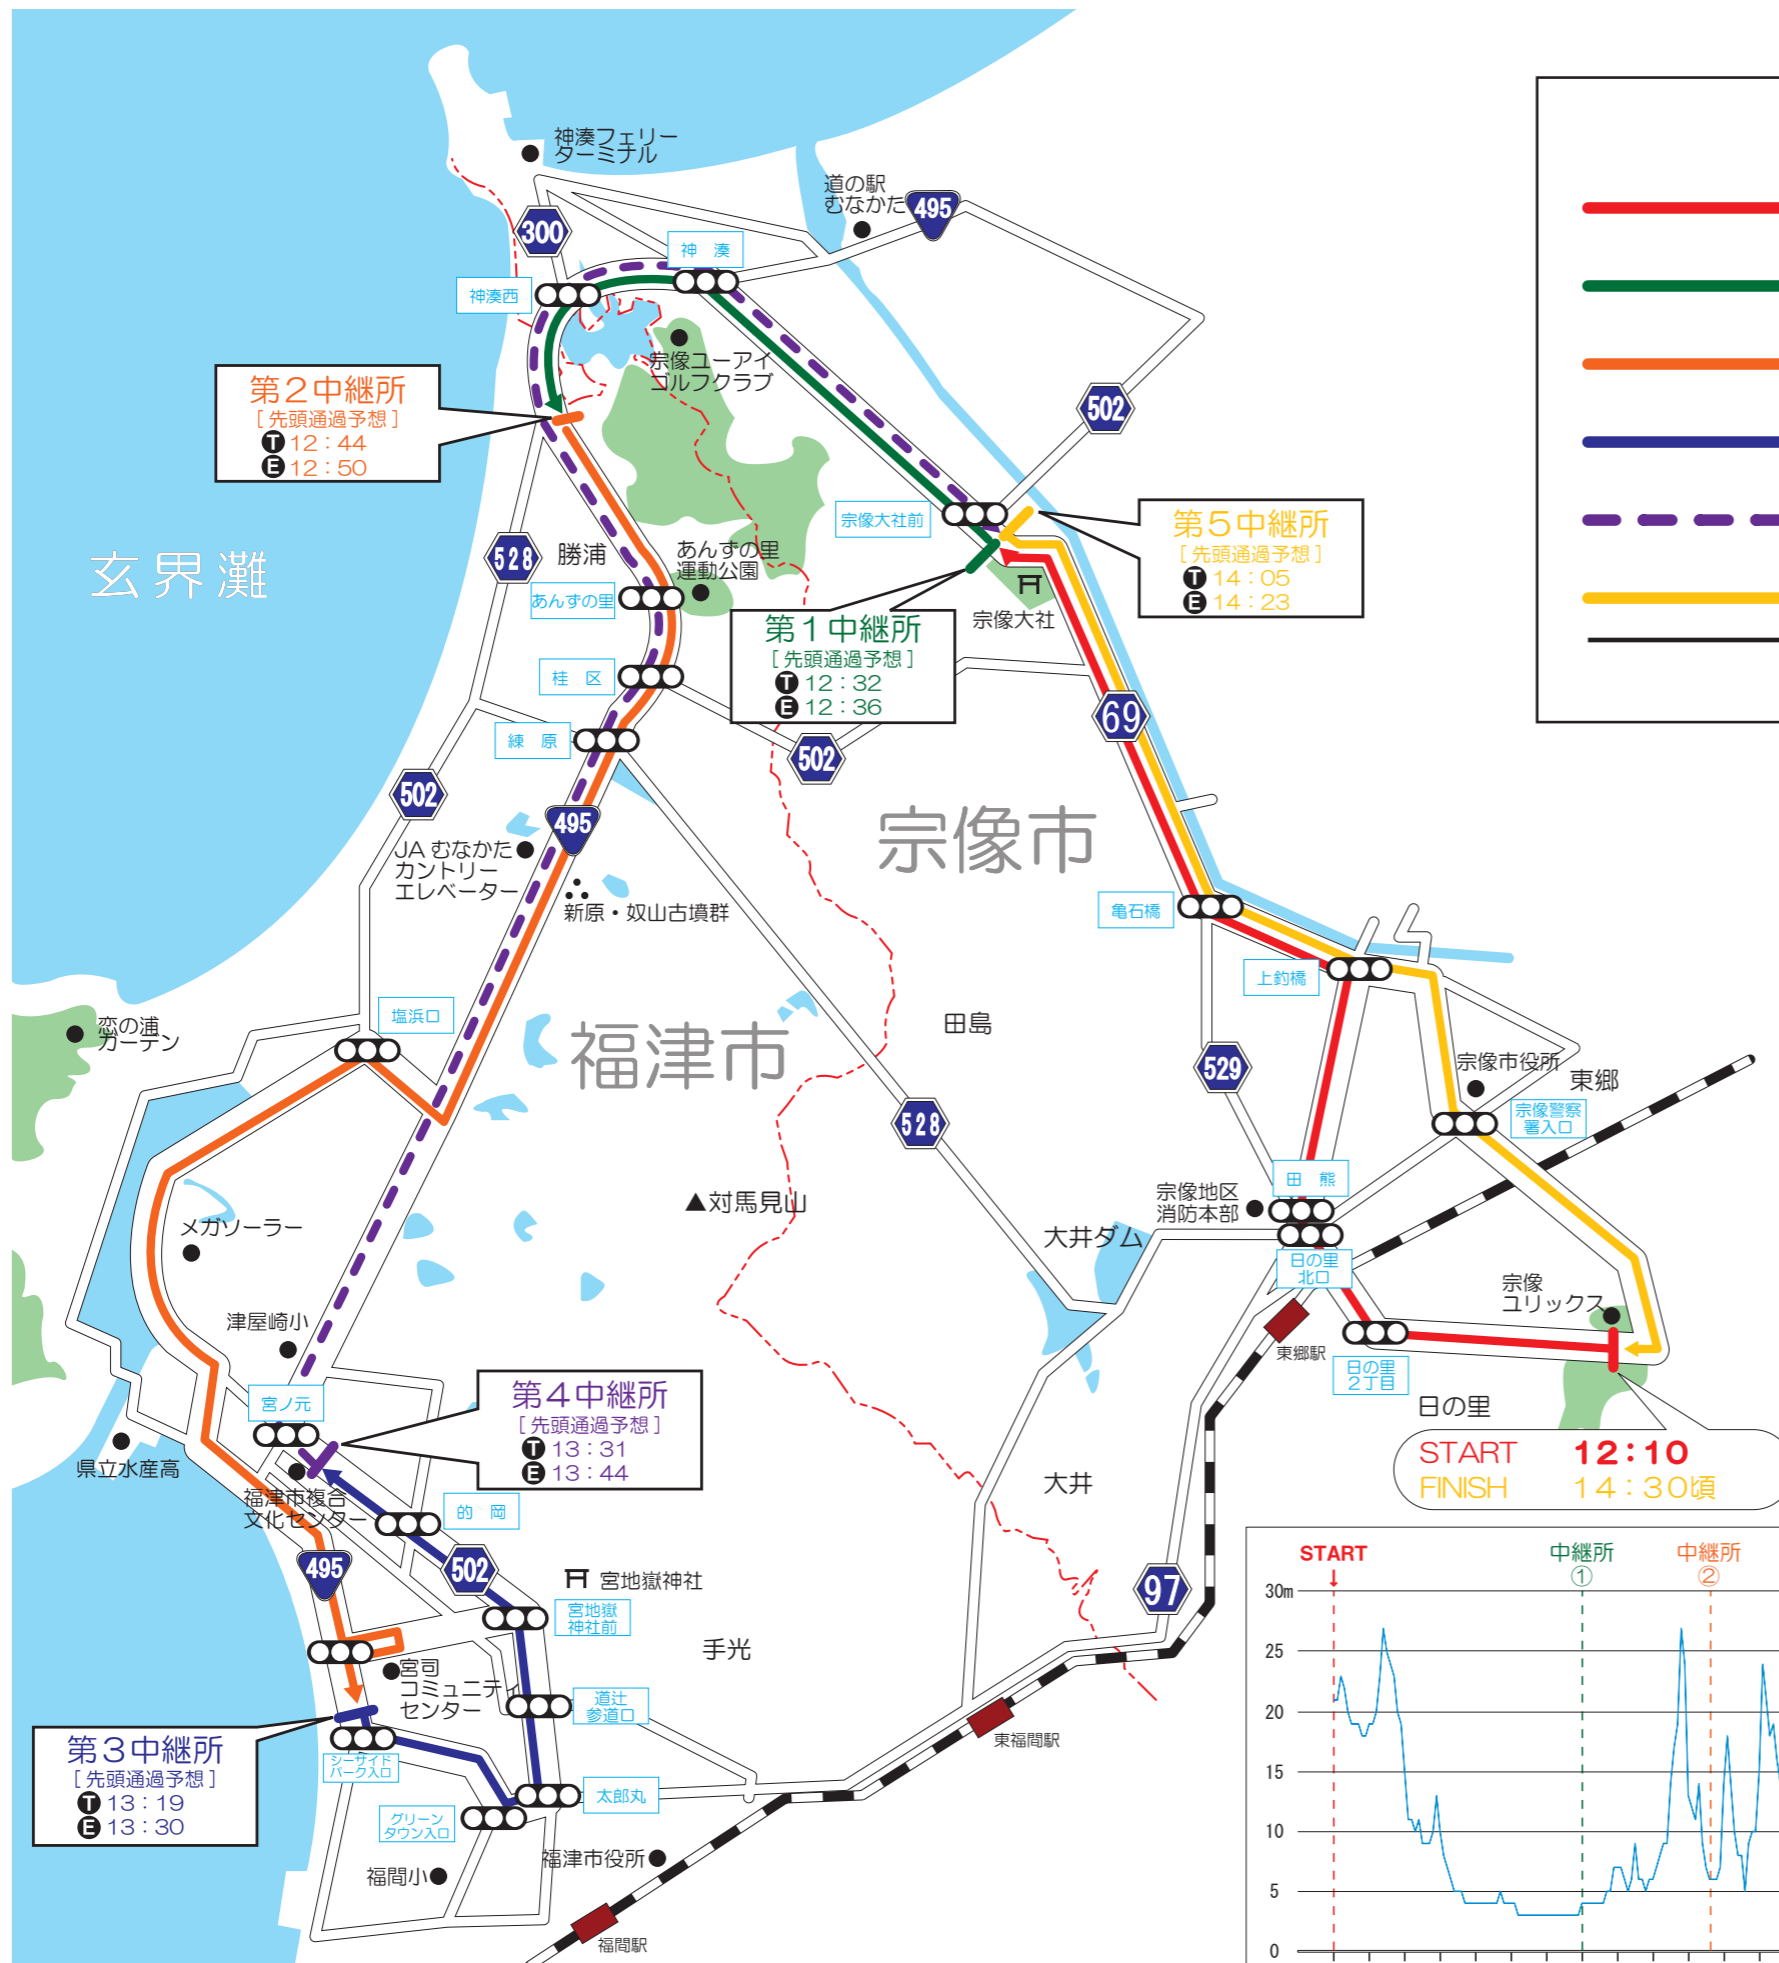 神湊フェリー
ターミナル
道の駅
むなかた
495
300
神 湊
神湊西
宗像ユーアイ
ゴルフクラブ
第2中継所
[先頭通過予想]
T 12：44
E 12：50
502
宗像大社前
第5中継所
[先頭通過予想]
T 14：05
E 14：23
玄界灘
528
勝浦
あんずの里
運動公園
あんずの里
宗像大社
第1中継所
[先頭通過予想]
T 12：32
E 12：36
桂 区
69
練 原
502
502
495
宗像市
JAむなかた
カントリー
エレベーター
新原・奴山古墳群
亀石橋
上釣橋
恋の浦
ガーデン
塩浜口
福津市
田島
529
宗像市役所
東郷
宗像警察
署入口
528
田 熊
▲対馬見山
宗像地区
消防本部
大井ダム
メガソーラー
日の里
北口
宗像
ユリックス
津屋崎小
東郷駅
日の里
2丁目
宮ノ元
第4中継所
[先頭通過予想]
T 13：31
E 13：44
日の里
START 12：10
FINISH 14：30頃
県立水産高
福津市複合
文化センター
的 岡
大井
495
502
宮地嶽神社
97
宮地嶽
神社前
手光
宮司
コミュニティ
センター
道辻
参道口
東福間駅
第3中継所
[先頭通過予想]
T 13：19
E 13：30
シーサイド
パーク入口
太郎丸
グリーン
タウン入口
福間小
福津市役所
福間駅
START
中継所
①
中継所
②
30m
25
20
15
10
5
0